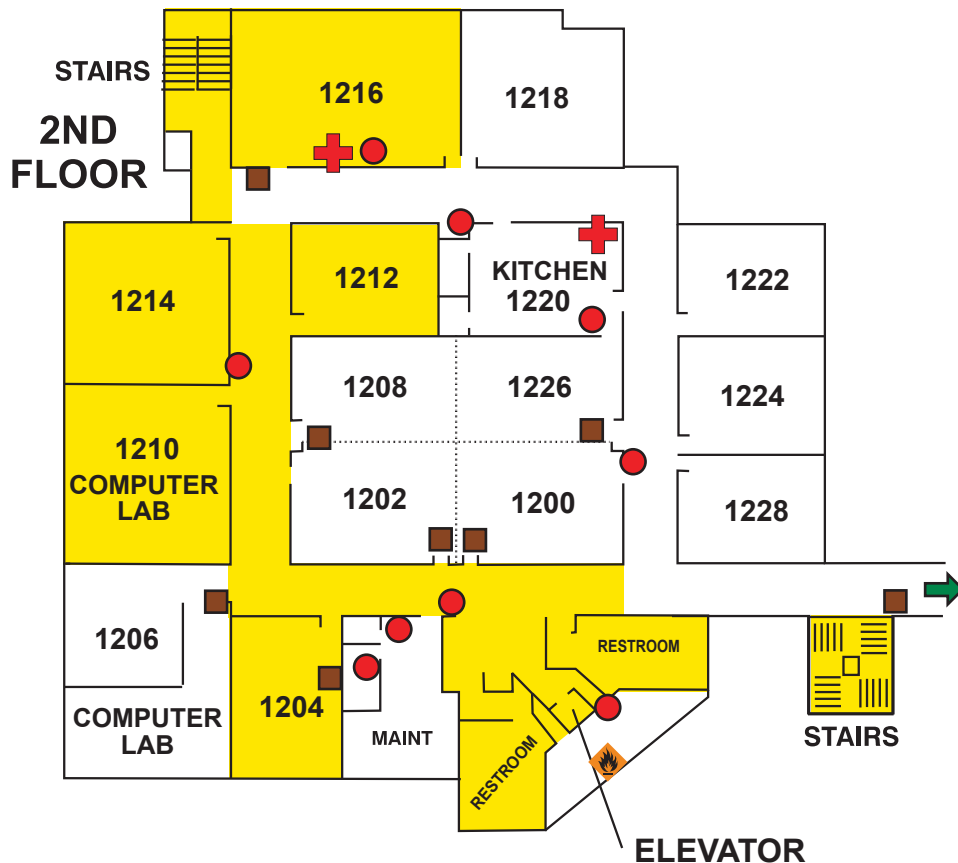 STAIRS
1216
1218
2ND
FLOOR
1214
1212
KITCHEN
1220
1222
1208
1226
1224
1210
COMPUTER
LAB
1202
1200
1228
1206
COMPUTER
LAB
1204
MAINT
RESTROOM
RESTROOM
STAIRS
ELEVATOR